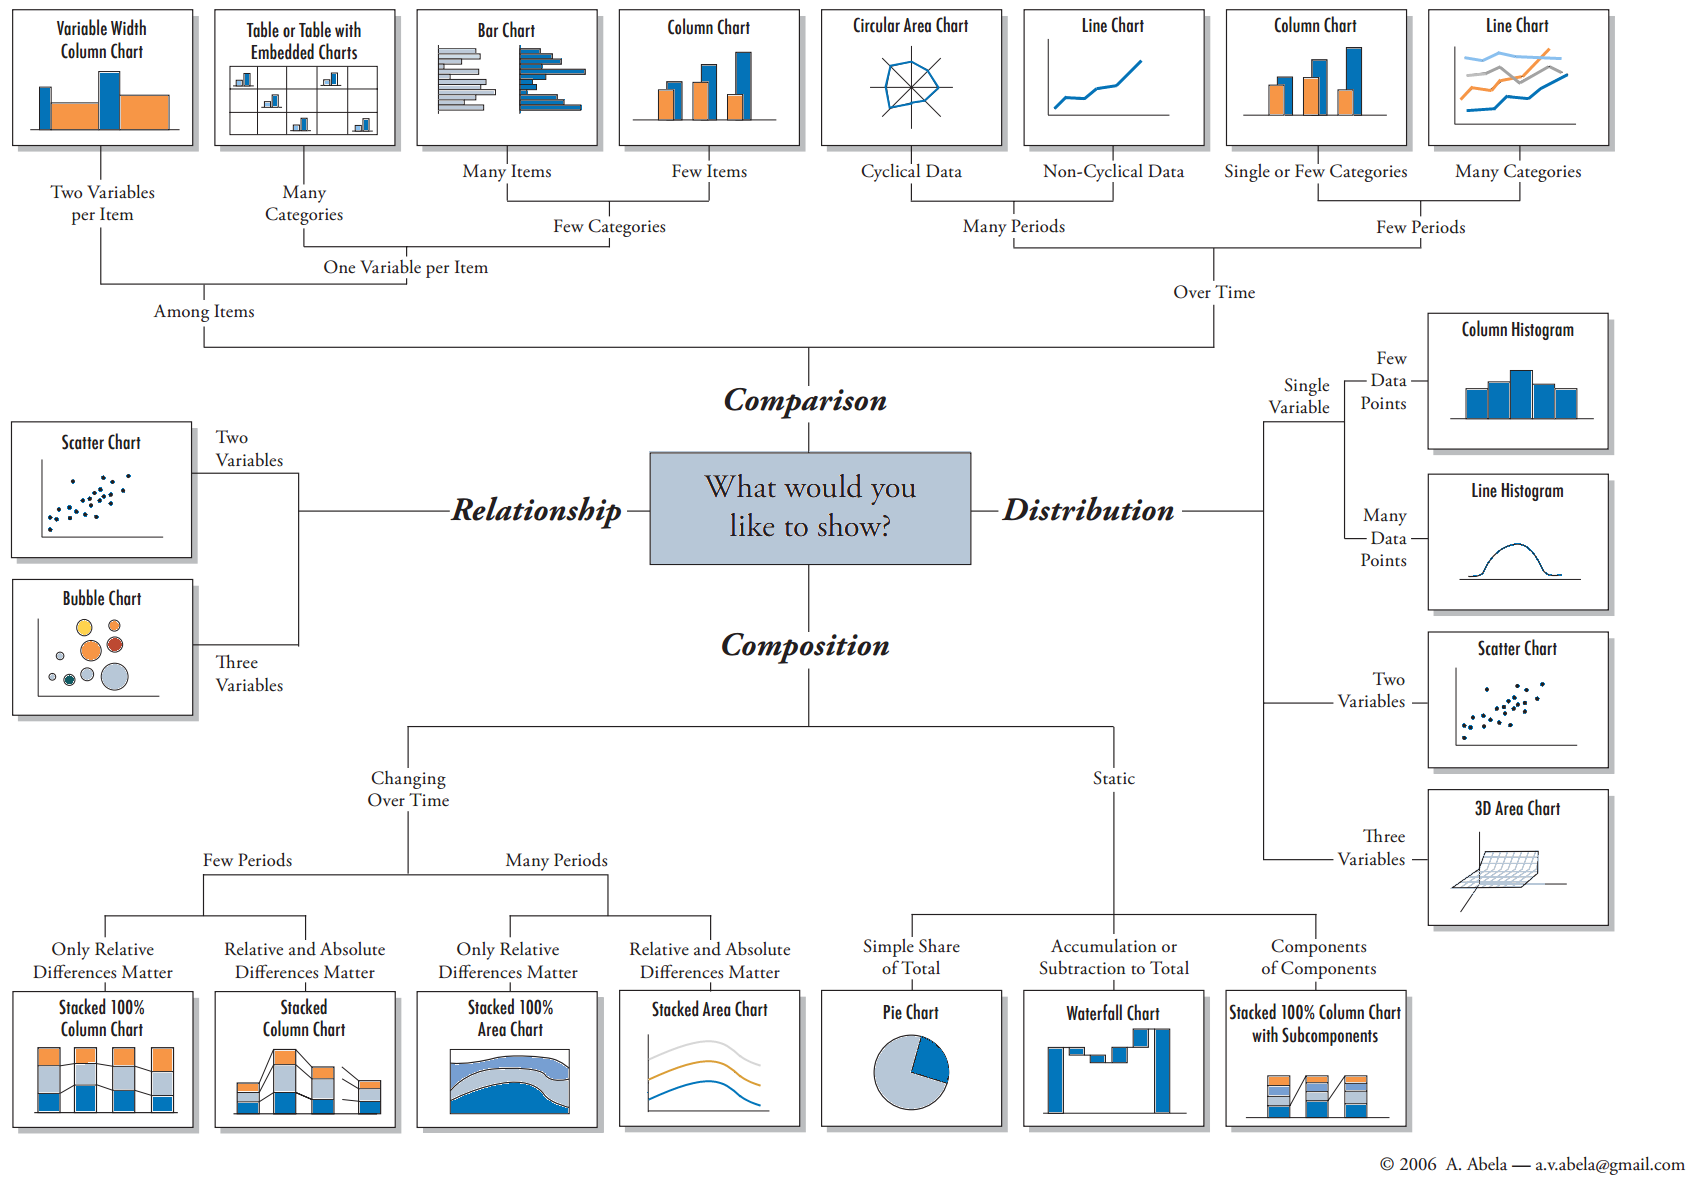 Variable Width
Column Chart
Table or Table with
Embedded Charts
Bar Chart
Column Chart
Circular Area Chart
Line Chart
Column Chart
Line Chart
Two Variables
per Item
Many
Categories
Many Items
Few Items
Cyclical Data
Non-Cyclical Data
Single or Few Categories
Many Categories
Few Categories
Many Periods
Few Periods
One Variable per Item
Among Items
Over Time
Comparison
What would you
like to show?
Relationship
Two
Variables
Scatter Chart
Three
Variables
Bubble Chart
Distribution
Single
Variable
Few
Data
Points
Column Histogram
Many
Data
Points
Line Histogram
Two
Variables
Scatter Chart
Three
Variables
3D Area Chart
Composition
Changing
Over Time
Static
Few Periods
Many Periods
Only Relative
Differences Matter
Relative and Absolute
Differences Matter
Only Relative
Differences Matter
Relative and Absolute
Differences Matter
Simple Share
of Total
Accumulation or
Subtraction to Total
Components
of Components
Stacked 100%
Column Chart
Stacked
Column Chart
Stacked 100%
Area Chart
Stacked Area Chart
Pie Chart
Waterfall Chart
Stacked 100% Column Chart
with Subcomponents
© 2006 A. Abela — a.v.abela@gmail.com